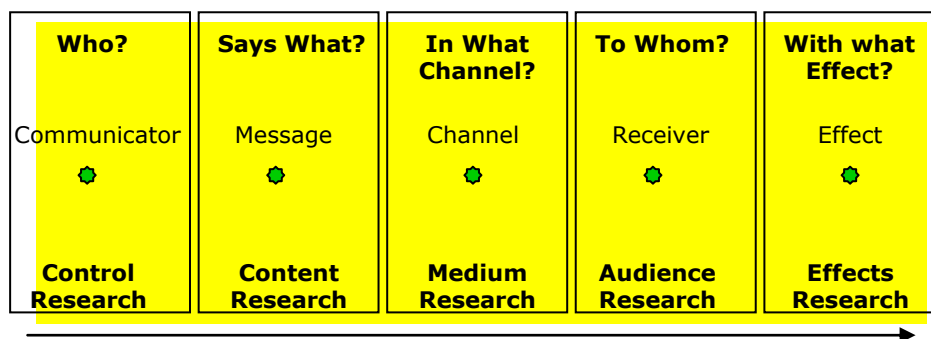 Who?
Communicator
Control
Research
Says What?
Message
Content
Research
In What
Channel?
Channel
Medium
Research
To Whom?
Receiver
Audience
Research
With what
Effect?
Effect
Effects
Research